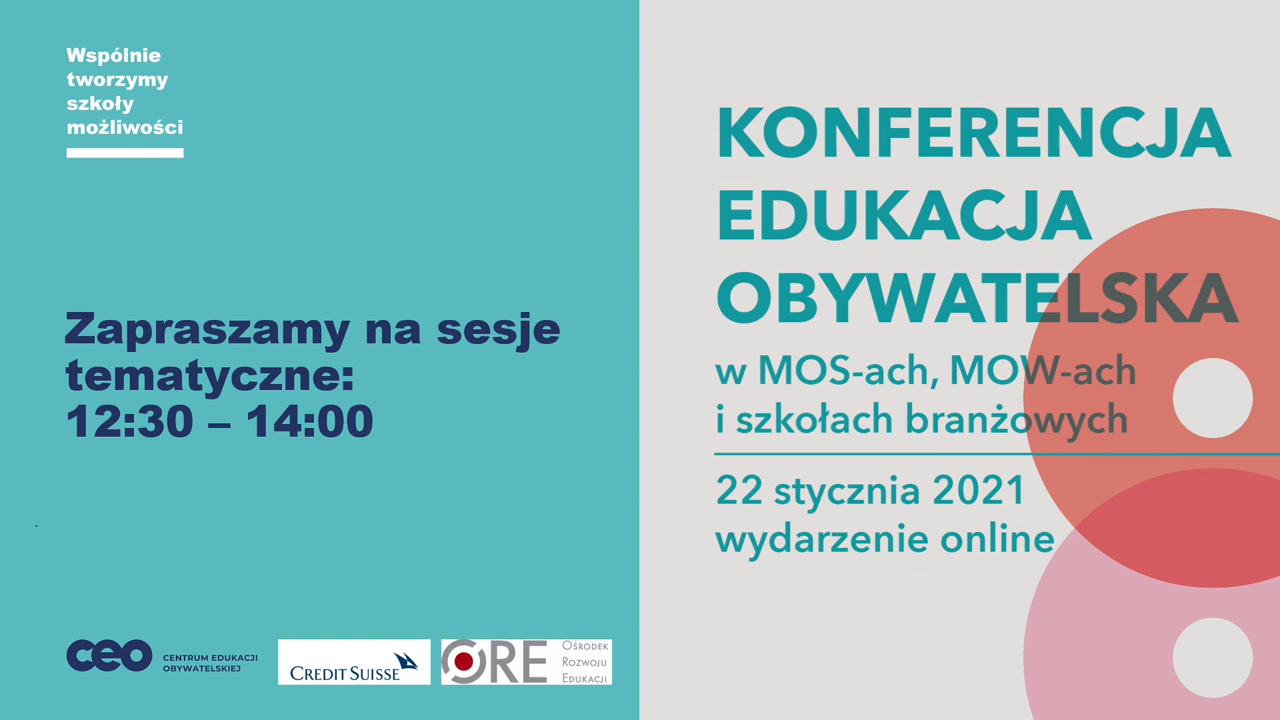 Wspólnie
tworzymy
szkoły
możliwości
Zapraszamy na sesje
tematyczne:
12:30 – 14:00
ceo CENTRUM EDUKACJI
OBYWATELSKIEJ
CREDIT SUISSE
ORE
OŚRODEK
ROZWOJU
EDUKACJI
KONFERENCJA
EDUKACJA
OBYWATELSKA
w MOS-ach, MOW-ach
i szkołach branżowych
22 stycznia 2021
wydarzenie online